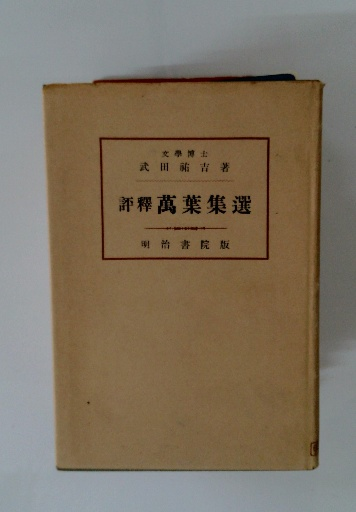 文學博士
武田祐吉著
評釋萬葉集選
明治書院版